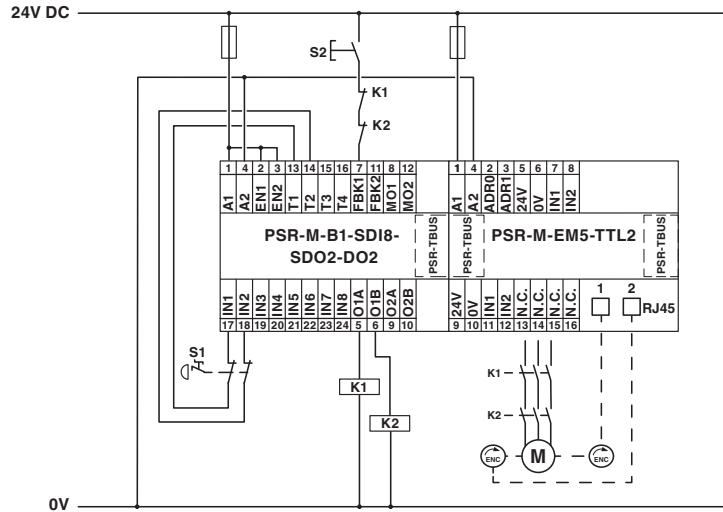 24V DC
S2
K1
K2
1 4 2 3 13 14 15 16 7 11 8 12
A1 A2 EN1 EN2 T1 T2 T3 T4 FBK1 FBK2 MO1 MO2
1 4 2 3 5 6 7 8
A1 A2 ADR0 ADR1 24V 0V IN1 IN2
PSR-M-B1-SDI8-
SDO2-DO2
PSR-TBUS
PSR-TBUS
PSR-M-EM5-TTL2
PSR-TBUS
IN1 IN2 IN3 IN4 IN5 IN6 IN7 IN8 O1A O1B O2A O2B
17 18 19 20 21 22 23 24 5 6 9 10
24V 0V IN1 IN2 N.C. N.C. N.C. N.C.
9 10 11 12 13 14 15 16
1 2
RJ45
S1
K1
K2
K1
K2
ENC
M
ENC
0V